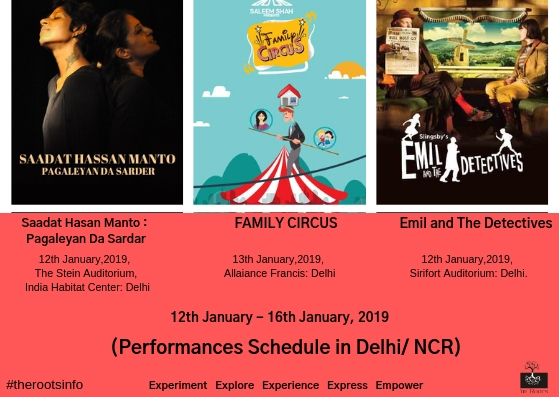 SALEEM SHAH
Family
CIRCUS
SAADAT HASSAN MANTO
PAGALEYAN DA SARDER
Slingsby's
EMIL
AND THE
DETECTIVES
Saadat Hasan Manto :
Pagaleyan Da Sardar
12th January,2019,
The Stein Auditorium,
India Habitat Center: Delhi
FAMILY CIRCUS
13th January, 2019,
Allaiance Francis: Delhi
Emil and The Detectives
12th January,2019,
Sirifort Auditorium: Delhi.
12th January – 16th January, 2019
(Performances Schedule in Delhi/ NCR)
#therootsinfo
Experiment Explore Experience Express Empower